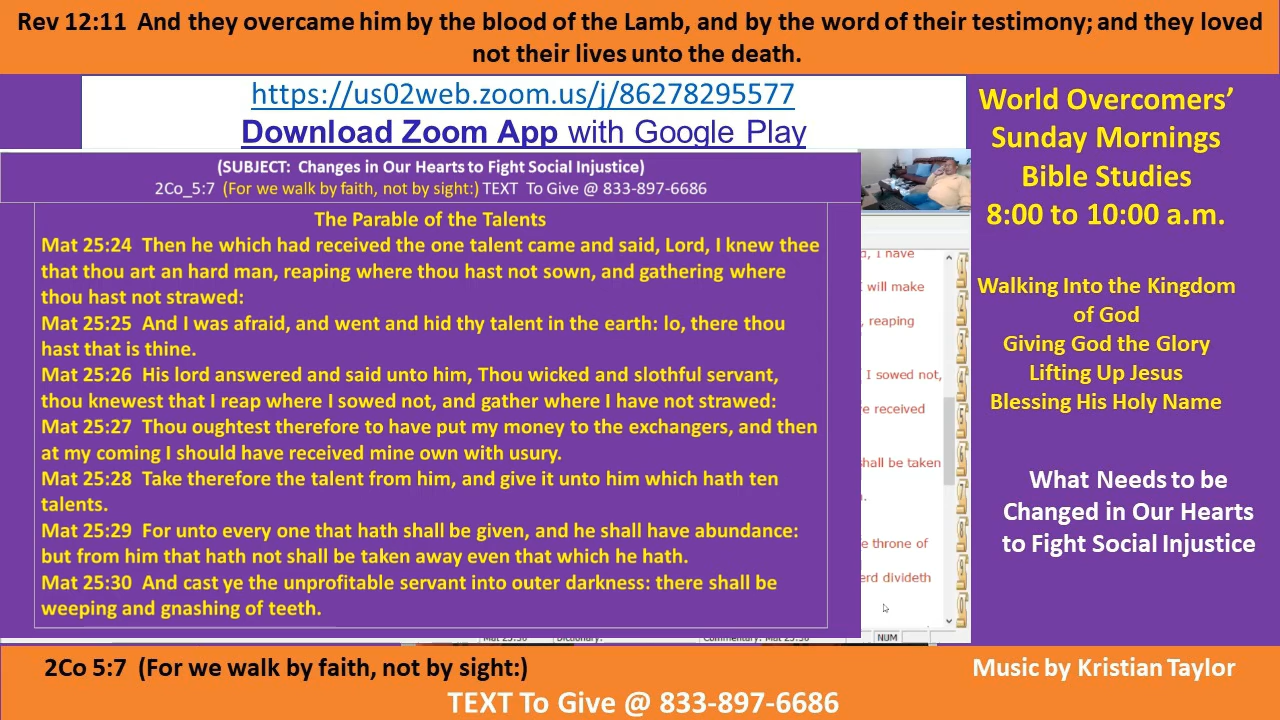 Rev 12:11  And they overcame him by the blood of the Lamb, and by the word of their testimony; and they loved
not their lives unto the death.
https://us02web.zoom.us/j/86278295577
Download Zoom App with Google Play
(SUBJECT:  Changes in Our Hearts to Fight Social Injustice)
2Co_5:7  (For we walk by faith, not by sight:) TEXT  To Give @ 833-897-6686
The Parable of the Talents
Mat 25:24  Then he which had received the one talent came and said, Lord, I knew thee
that thou art an hard man, reaping where thou hast not sown, and gathering where
thou hast not strawed:
Mat 25:25  And I was afraid, and went and hid thy talent in the earth: lo, there thou
hast that is thine.
Mat 25:26  His lord answered and said unto him, Thou wicked and slothful servant,
thou knewest that I reap where I sowed not, and gather where I have not strawed:
Mat 25:27  Thou oughtest therefore to have put my money to the exchangers, and then
at my coming I should have received mine own with usury.
Mat 25:28  Take therefore the talent from him, and give it unto him which hath ten
talents.
Mat 25:29  For unto every one that hath shall be given, and he shall have abundance:
but from him that hath not shall be taken away even that which he hath.
Mat 25:30  And cast ye the unprofitable servant into outer darkness: there shall be
weeping and gnashing of teeth.
I have
will make
reaping
I sowed not,
received
shall be taken
throne of
divideth
NUM
World Overcomers'
Sunday Mornings
Bible Studies
8:00 to 10:00 a.m.
Walking Into the Kingdom
of God
Giving God the Glory
Lifting Up Jesus
Blessing His Holy Name
What Needs to be
Changed in Our Hearts
to Fight Social Injustice
2Co 5:7  (For we walk by faith, not by sight:)
Music by Kristian Taylor
TEXT To Give @ 833-897-6686